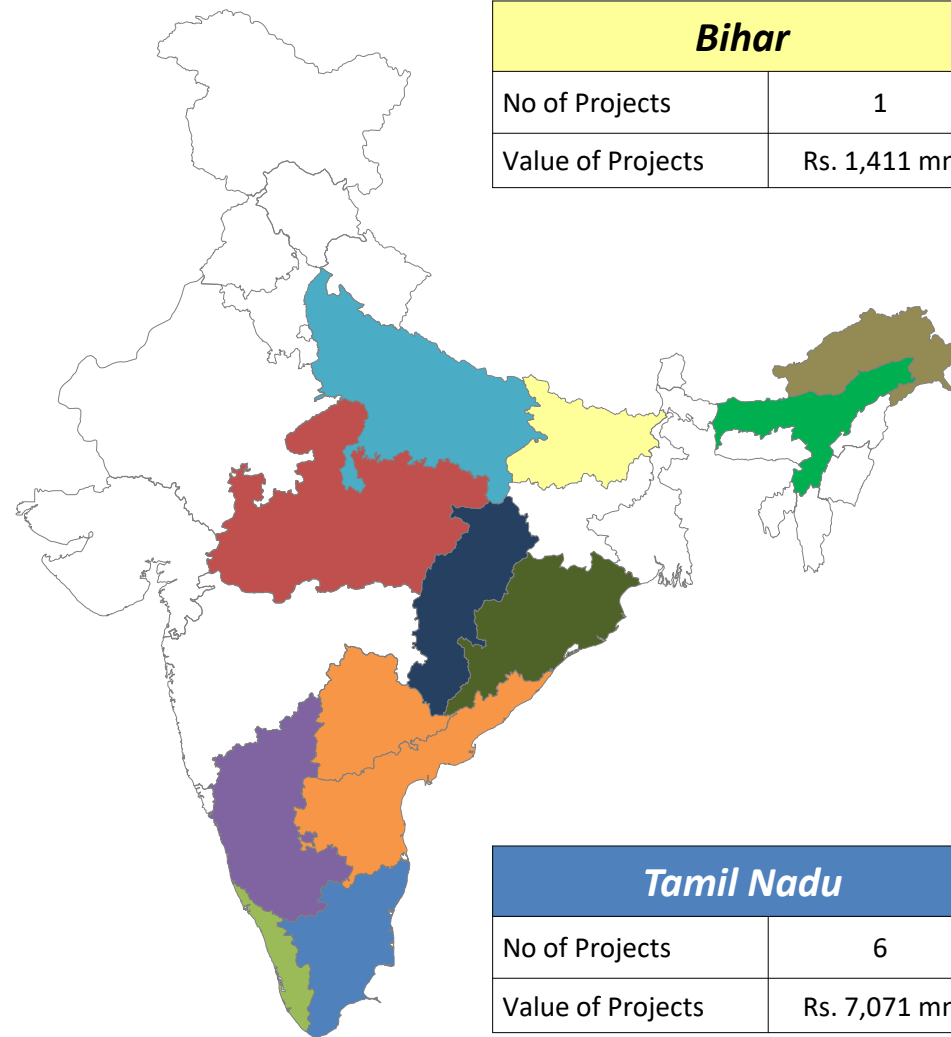 Bihar
No of Projects 1
Value of Projects Rs. 1,411 mn
Tamil Nadu
No of Projects 6
Value of Projects Rs. 7,071 mn